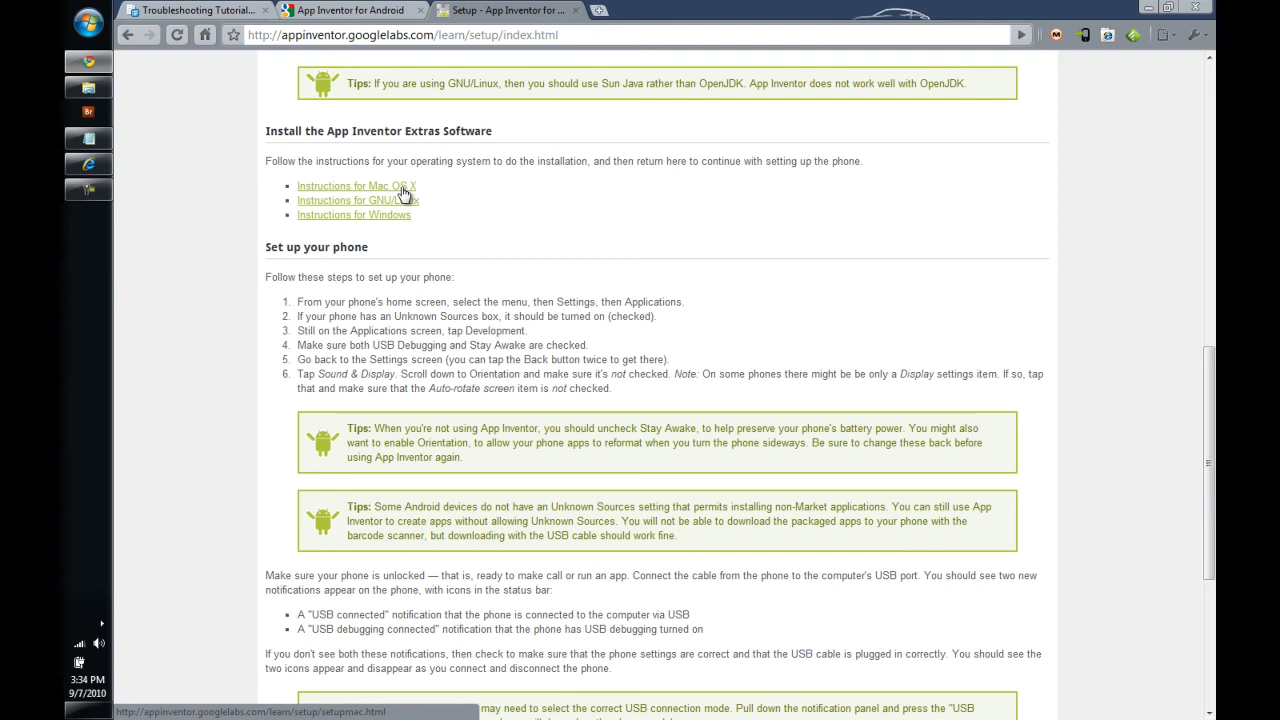 Troubleshooting Tutorial...
App Inventor for Android
Setup - App Inventor for ...
http://appinventor.googlelabs.com/learn/setup/index.html
Tips: If you are using GNU/Linux, then you should use Sun Java rather than OpenJDK. App Inventor does not work well with OpenJDK.
Install the App Inventor Extras Software
Follow the instructions for your operating system to do the installation, and then return here to continue with setting up the phone.
Instructions for Mac OS X
Instructions for GNU/Linux
Instructions for Windows
Set up your phone
Follow these steps to set up your phone:
1. From your phone's home screen, select the menu, then Settings, then Applications.
2. If your phone has an Unknown Sources box, it should be turned on (checked).
3. Still on the Applications screen, tap Development.
4. Make sure both USB Debugging and Stay Awake are checked.
5. Go back to the Settings screen (you can tap the Back button twice to get there).
6. Tap Sound & Display. Scroll down to Orientation and make sure it's not checked. Note: On some phones there might be be only a Display settings item. If so, tap
that and make sure that the Auto-rotate screen item is not checked.
Tips: When you're not using App Inventor, you should uncheck Stay Awake, to help preserve your phone's battery power. You might also
want to enable Orientation, to allow your phone apps to reformat when you turn the phone sideways. Be sure to change these back before
using App Inventor again.
Tips: Some Android devices do not have an Unknown Sources setting that permits installing non-Market applications. You can still use App
Inventor to create apps without allowing Unknown Sources. You will not be able to download the packaged apps to your phone with the
barcode scanner, but downloading with the USB cable should work fine.
Make sure your phone is unlocked — that is, ready to make call or run an app. Connect the cable from the phone to the computer's USB port. You should see two new
notifications appear on the phone, with icons in the status bar:
A "USB connected" notification that the phone is connected to the computer via USB
A "USB debugging connected" notification that the phone has USB debugging turned on
If you don't see both these notifications, then check to make sure that the phone settings are correct and that the USB cable is plugged in correctly. You should see the
two icons appear and disappear as you connect and disconnect the phone.
may need to select the correct USB connection mode. Pull down the notification panel and press the "USB
http://appinventor.googlelabs.com/learn/setup/setupmac.html
Br
3:34 PM
9/7/2010